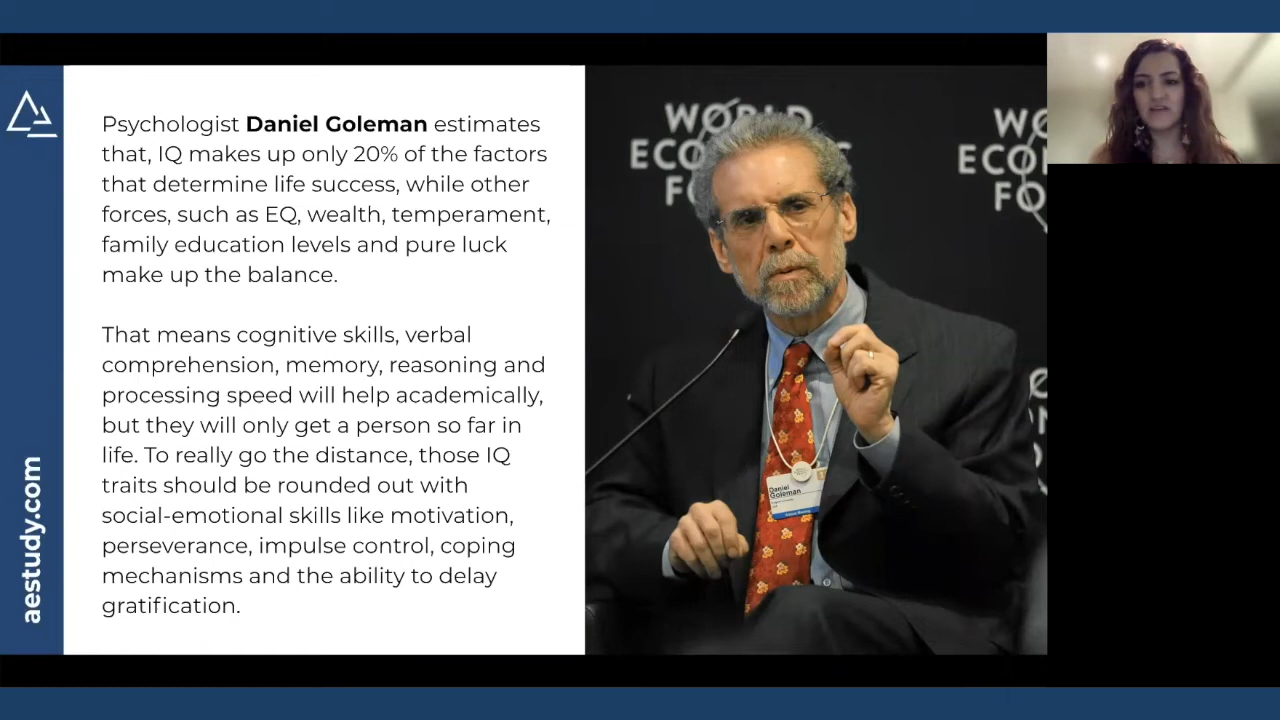 Psychologist Daniel Goleman estimates
that, IQ makes up only 20% of the factors
that determine life success, while other
forces, such as EQ, wealth, temperament,
family education levels and pure luck
make up the balance.
That means cognitive skills, verbal
comprehension, memory, reasoning and
processing speed will help academically,
but they will only get a person so far in
life. To really go the distance, those IQ
traits should be rounded out with
social-emotional skills like motivation,
perseverance, impulse control, coping
mechanisms and the ability to delay
gratification.
aestudy.com
WORLD
ECONOMIC
FORUM
Daniel
Goleman